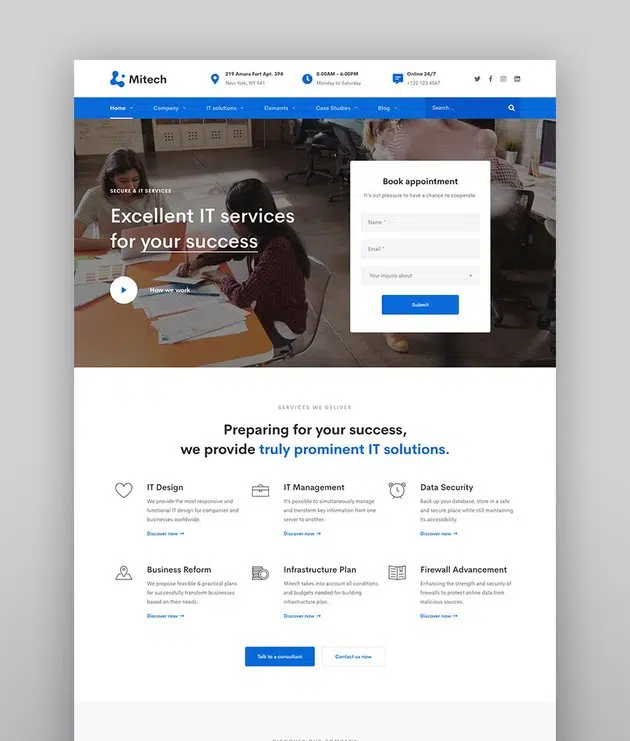 Mitech
219 Amara Fort Apt. 394
New York, NY 941
8:00AM - 6:00PM
Monday to Saturday
Online 24/7
+122 123 4567
Home
Company
IT solutions
Elements
Case Studies
Blog
Search...
SECURE & IT SERVICES
Excellent IT services
for your success
How we work
Book appointment
It's out pleasure to have a chance to cooperate.
Name *
Email *
Your inquiry about
Submit
SERVICES WE DELIVER
Preparing for your success,
we provide truly prominent IT solutions.
IT Design
We provide the most responsive and
functional IT design for companies and
businesses worldwide.
Discover now →
IT Management
It's possible to simultaneously manage
and transform key information from one
server to another.
Discover now →
Data Security
Back up your database, store in a safe
and secure place while still maintaining
its accessibility.
Discover now →
Business Reform
We propose feasible & practical plans
for successfully transform businesses
based on their needs.
Discover now →
Infrastructure Plan
Mitech takes into account all conditions
and budgets needed for building
infrastructure plan.
Discover now →
Firewall Advancement
Enhancing the strength and security of
firewalls to protect online data from
malicious sources.
Discover now →
Talk to a consultant
Contact us now